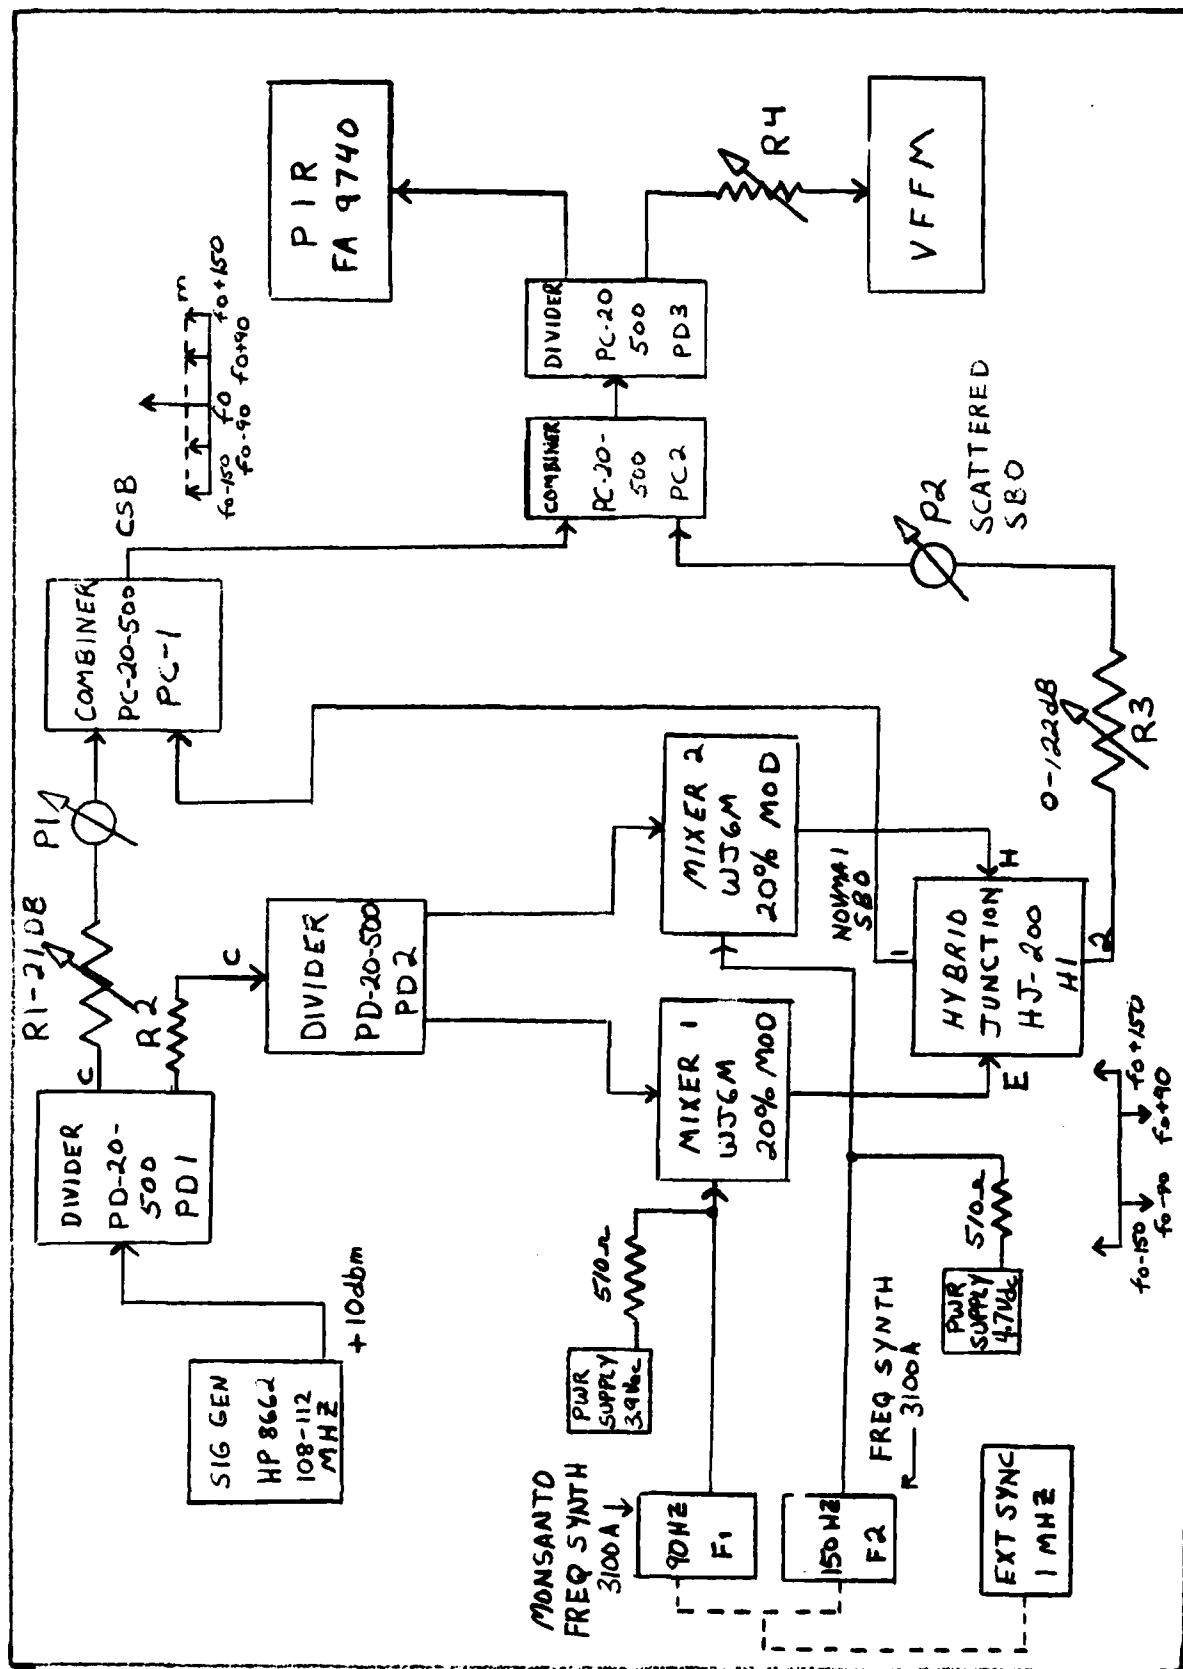 SIG GEN
HP 8662
108-112
MHZ
+10dbm
DIVIDER
PD-20-
500
PD1
C
R1-21 DB
R2
P1
COMBINER
PC-20-500
PC-1
CSB
fo-150
fo-90
fo
fo+90
fo+150
m
C
DIVIDER
PD-20-500
PD2
PIR
FA 9740
COMBINER
PC-20-
500
PC2
DIVIDER
PC-20
500
PD3
R4
VFFM
MONSANTO
FREQ SYNTH
3100A
90HZ
F1
PWR
SUPPLY
510Ω
MIXER 1
WJ6M
20% MOD
MIXER 2
WJ6M
20% MOD
150HZ
F2
FREQ SYNTH
3100A
EXT SYNC
1 MHZ
PWR
SUPPLY
4.7Vdc
510Ω
NORMAL
SBO
1
E
H
HYBRID
JUNCTION
HJ-200
H1
2
fo-150
fo-90
fo+90
fo+150
0-122dB
R3
P2
SCATTERED
SBO